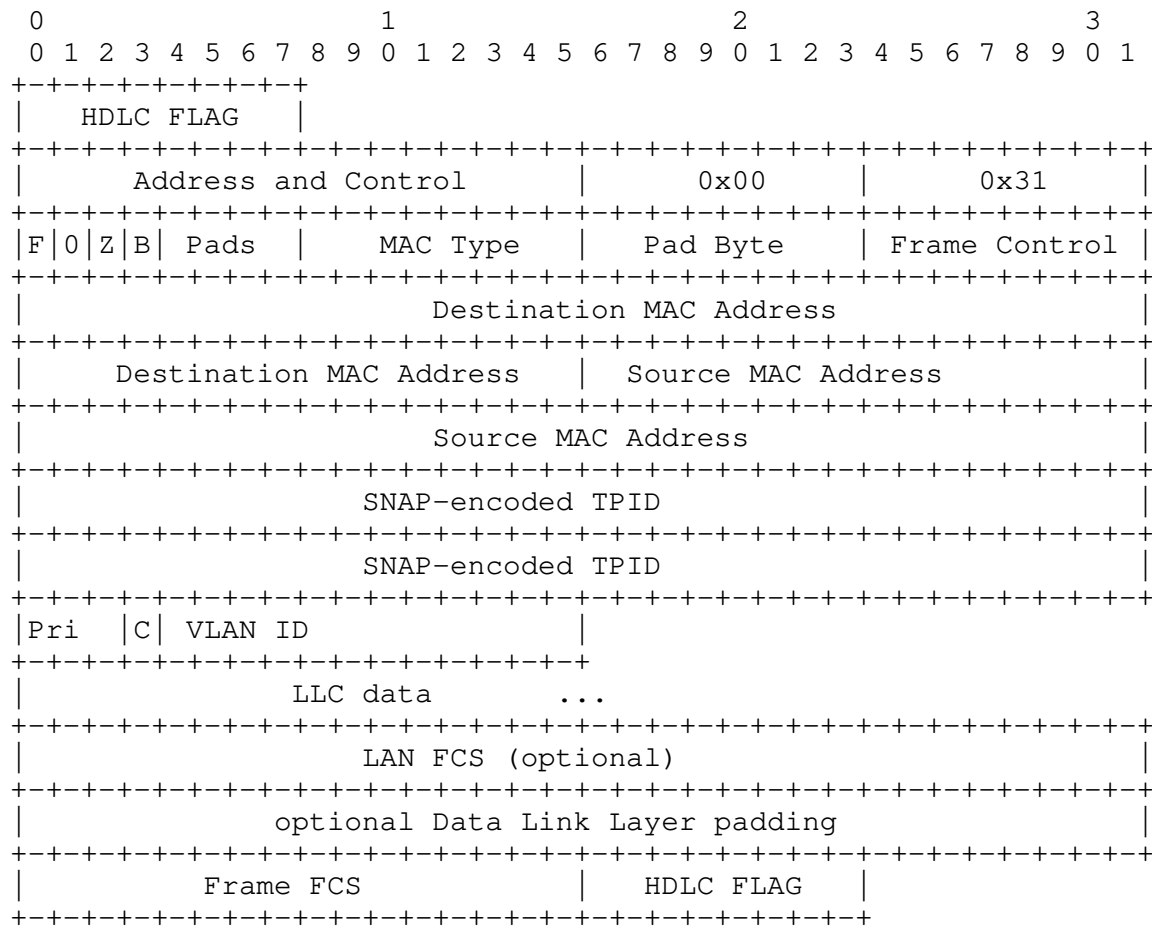 0                   1                   2                   3
 0 1 2 3 4 5 6 7 8 9 0 1 2 3 4 5 6 7 8 9 0 1 2 3 4 5 6 7 8 9 0 1
+-+-+-+-+-+-+-+-+
|   HDLC FLAG   |
+-+-+-+-+-+-+-+-+-+-+-+-+-+-+-+-+-+-+-+-+-+-+-+-+-+-+-+-+-+-+-+-+
|      Address and Control      |      0x00     |      0x31     |
+-+-+-+-+-+-+-+-+-+-+-+-+-+-+-+-+-+-+-+-+-+-+-+-+-+-+-+-+-+-+-+-+
|F|0|Z|B| Pads  |    MAC Type   |   Pad Byte    | Frame Control |
+-+-+-+-+-+-+-+-+-+-+-+-+-+-+-+-+-+-+-+-+-+-+-+-+-+-+-+-+-+-+-+-+
|                       Destination MAC Address                 |
+-+-+-+-+-+-+-+-+-+-+-+-+-+-+-+-+-+-+-+-+-+-+-+-+-+-+-+-+-+-+-+-+
|     Destination MAC Address   |  Source MAC Address           |
+-+-+-+-+-+-+-+-+-+-+-+-+-+-+-+-+-+-+-+-+-+-+-+-+-+-+-+-+-+-+-+-+
|                       Source MAC Address                      |
+-+-+-+-+-+-+-+-+-+-+-+-+-+-+-+-+-+-+-+-+-+-+-+-+-+-+-+-+-+-+-+-+
|                   SNAP-encoded TPID                           |
+-+-+-+-+-+-+-+-+-+-+-+-+-+-+-+-+-+-+-+-+-+-+-+-+-+-+-+-+-+-+-+-+
|                   SNAP-encoded TPID                           |
+-+-+-+-+-+-+-+-+-+-+-+-+-+-+-+-+-+-+-+-+-+-+-+-+-+-+-+-+-+-+-+-+
|Pri  |C| VLAN ID               |
+-+-+-+-+-+-+-+-+-+-+-+-+-+-+-+-+
|               LLC data       ...
+-+-+-+-+-+-+-+-+-+-+-+-+-+-+-+-+-+-+-+-+-+-+-+-+-+-+-+-+-+-+-+-+
|                   LAN FCS (optional)                          |
+-+-+-+-+-+-+-+-+-+-+-+-+-+-+-+-+-+-+-+-+-+-+-+-+-+-+-+-+-+-+-+-+
|              optional Data Link Layer padding                 |
+-+-+-+-+-+-+-+-+-+-+-+-+-+-+-+-+-+-+-+-+-+-+-+-+-+-+-+-+-+-+-+-+
|          Frame FCS            |   HDLC FLAG   |
+-+-+-+-+-+-+-+-+-+-+-+-+-+-+-+-+-+-+-+-+-+-+-+-+